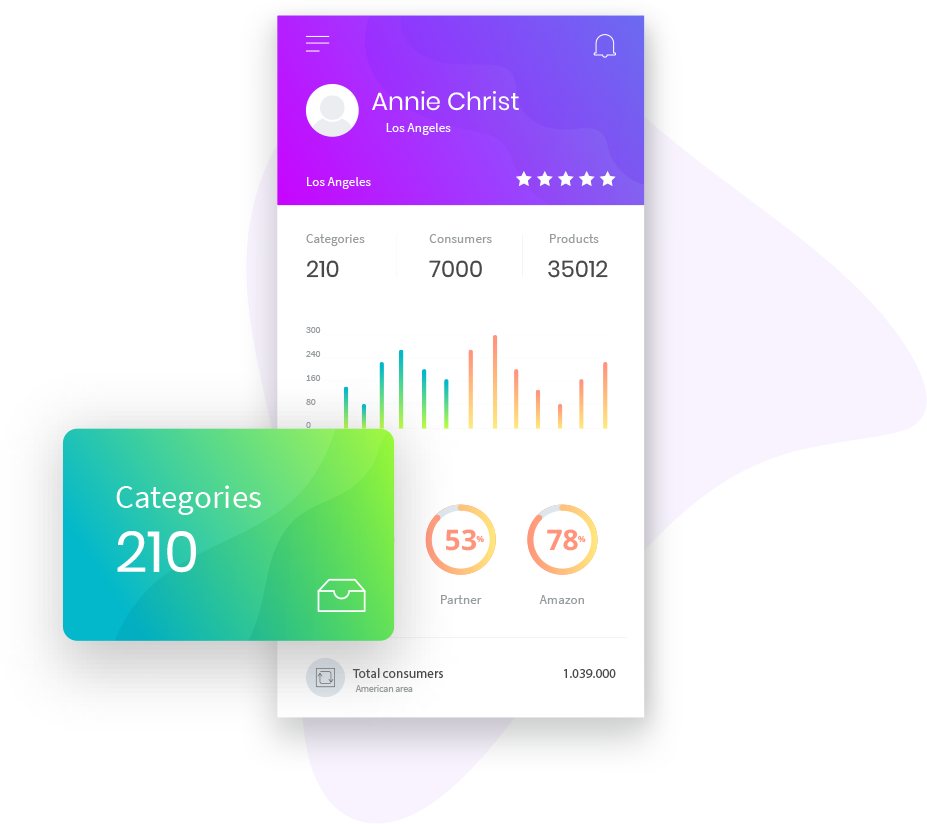 Annie Christ
Los Angeles
Los Angeles
Categories Consumers Products
210 7000 35012
300
240
160
80
0
Categories
210
53% 78%
Partner Amazon
Total consumers 1.039.000
American area